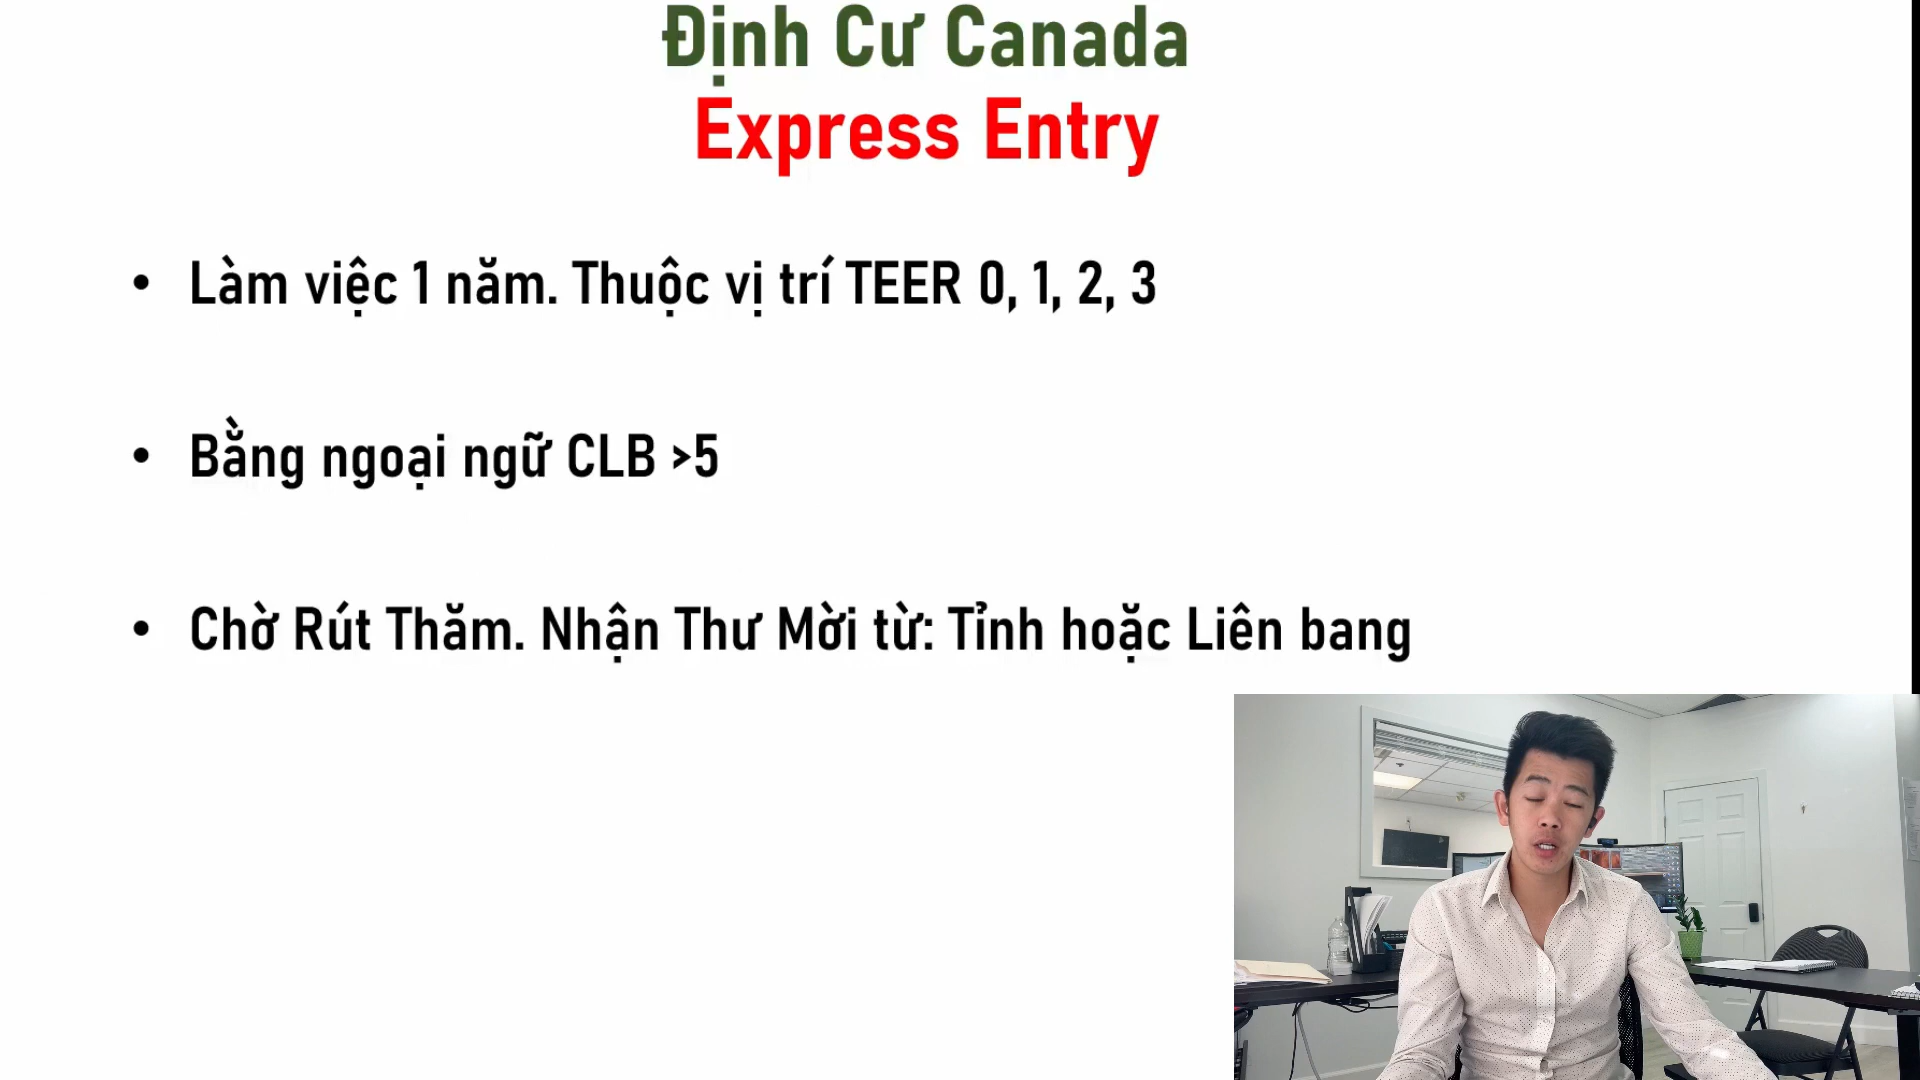 Định Cư Canada
Express Entry
• Làm việc 1 năm. Thuộc vị trí TEER 0, 1, 2, 3
• Bằng ngoại ngữ CLB >5
• Chờ Rút Thăm. Nhận Thư Mời từ: Tỉnh hoặc Liên bang